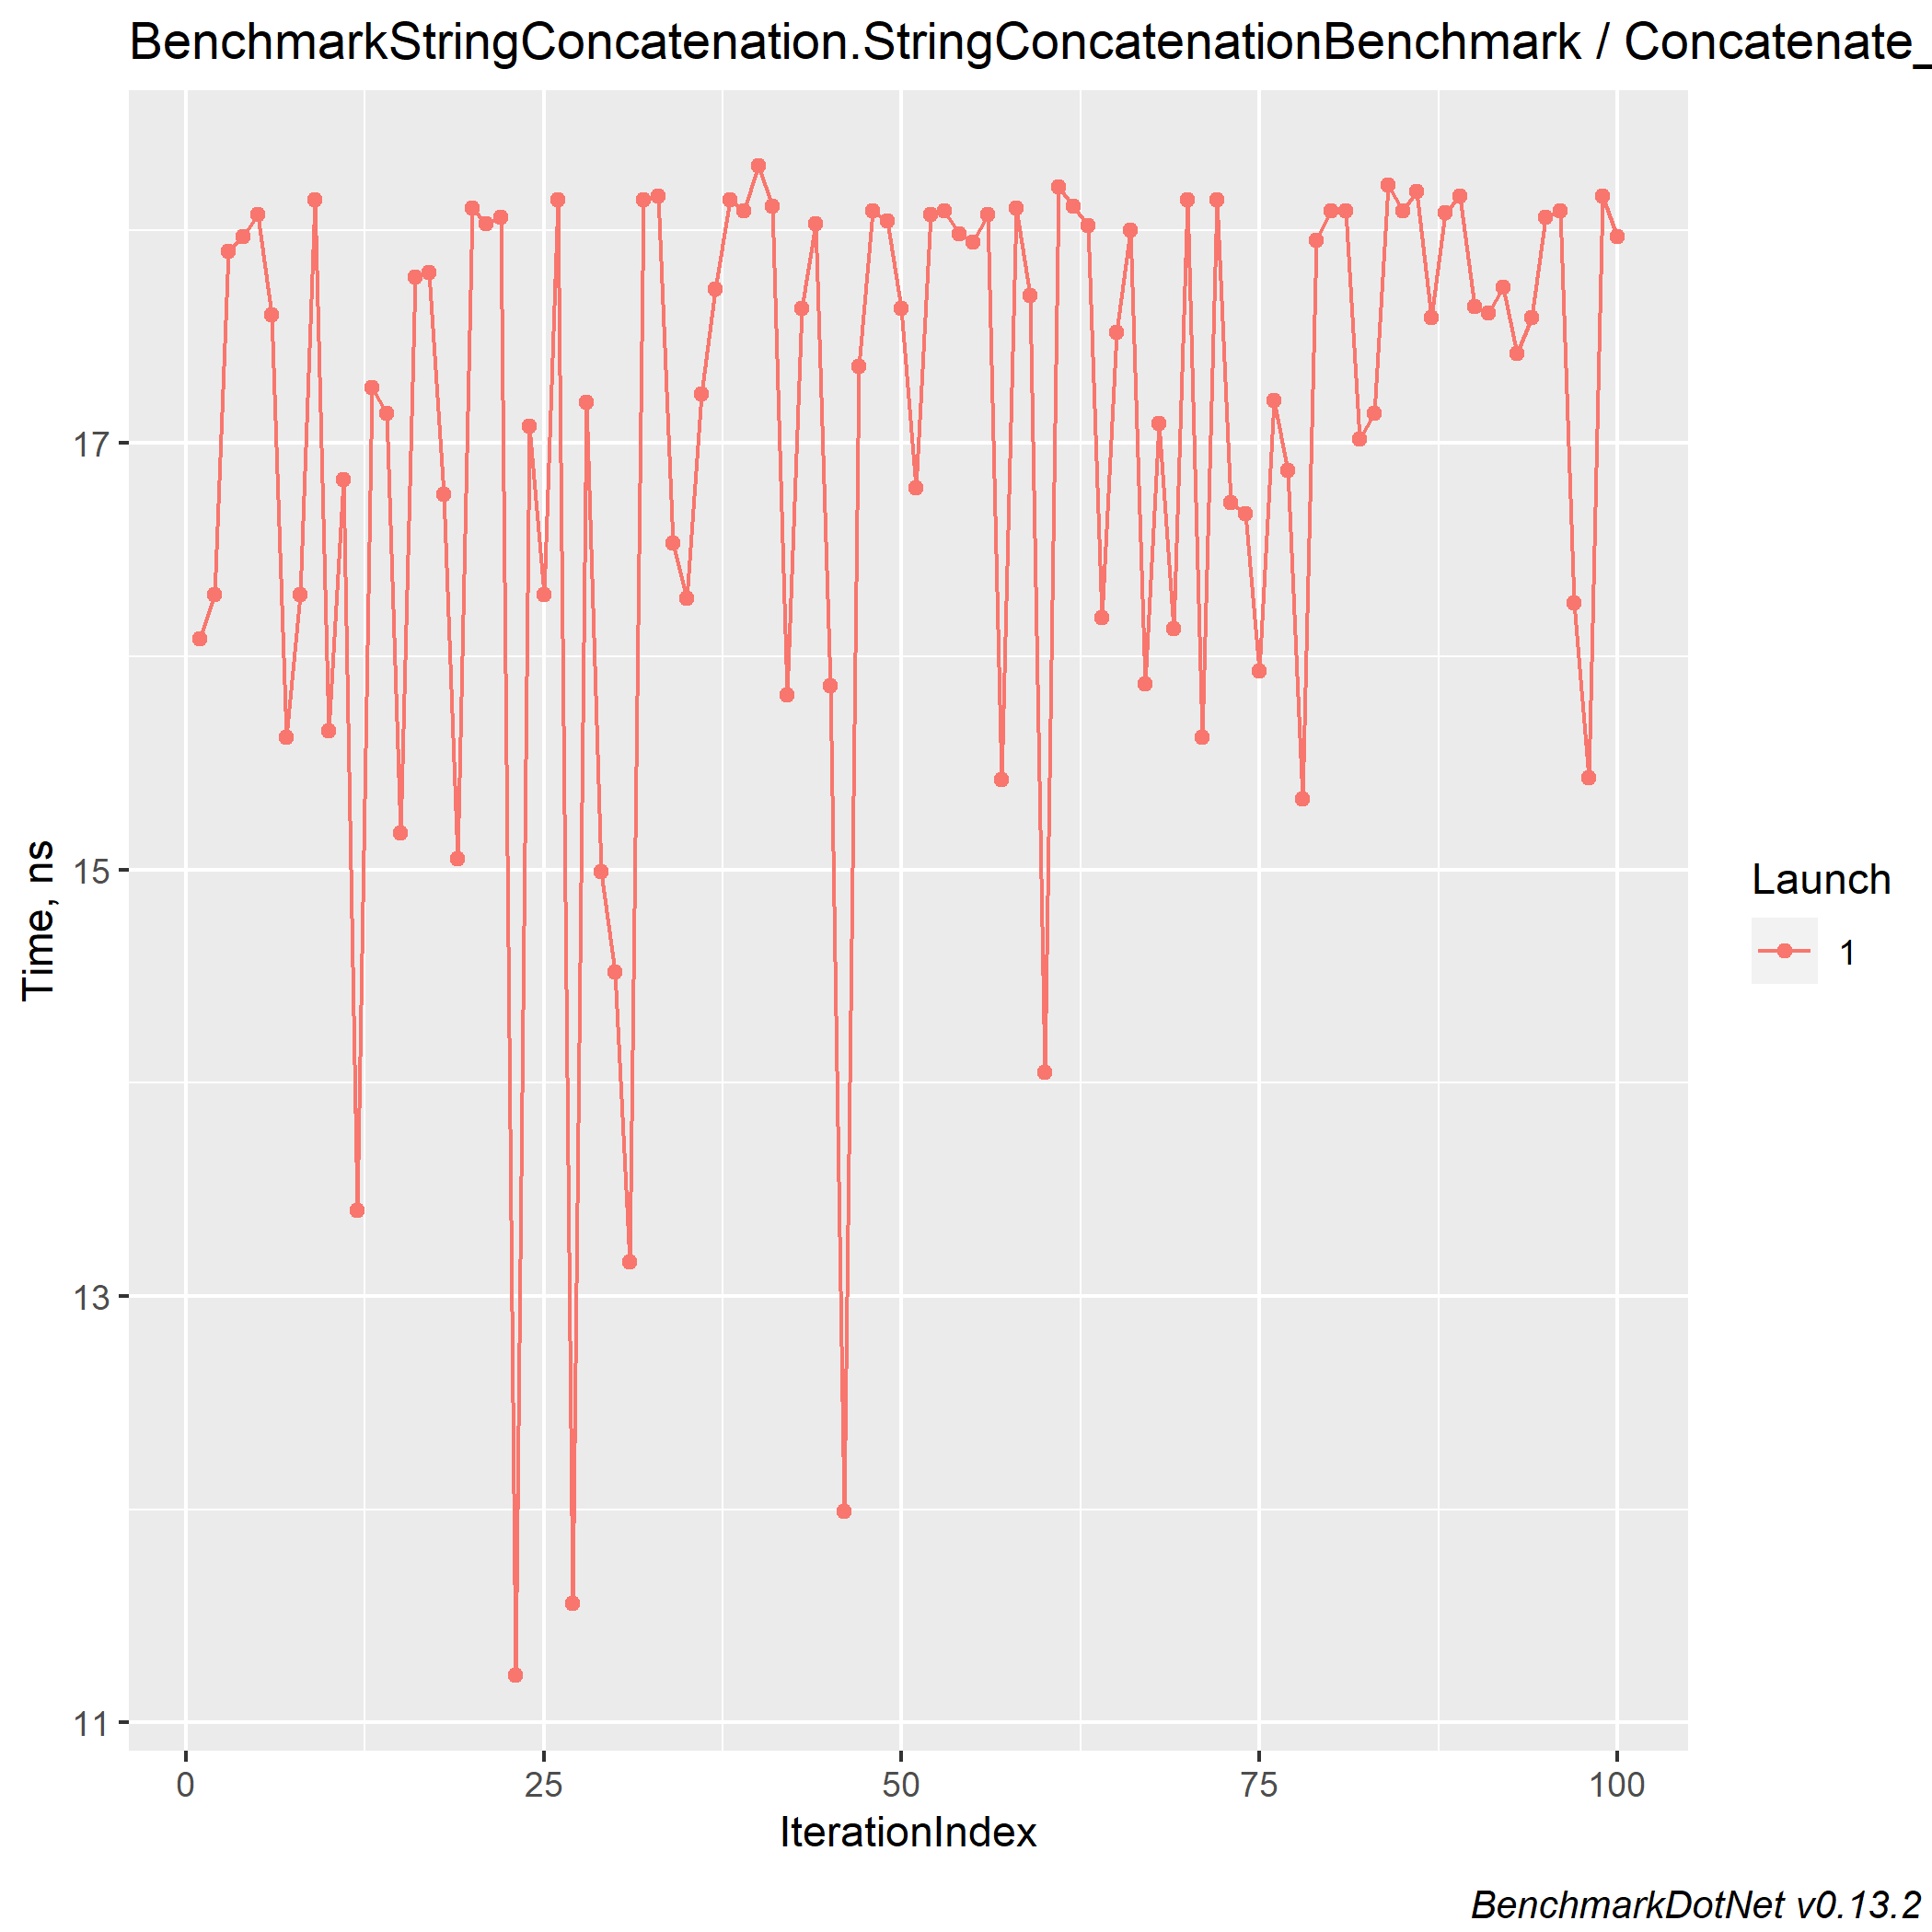 BenchmarkStringConcatenation.StringConcatenationBenchmark / Concatenate_
17
15
13
11
Time, ns
0 25 50 75 100
IterationIndex
Launch
1
BenchmarkDotNet v0.13.2